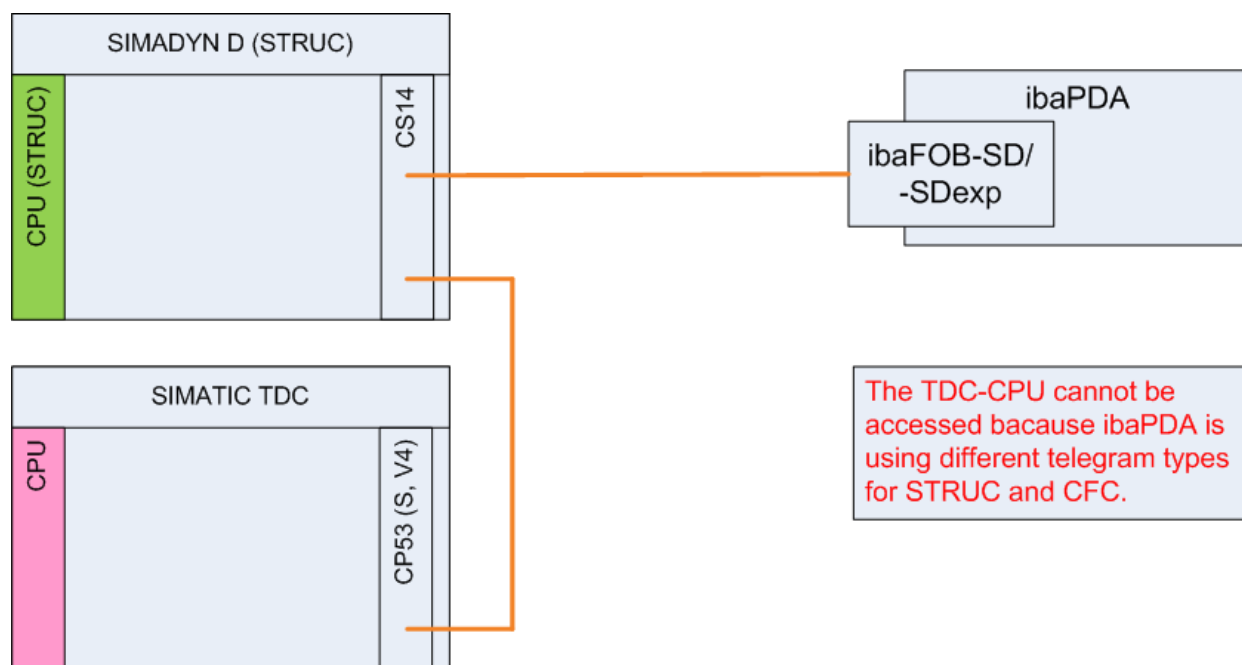 SIMADYN D (STRUC)
CPU (STRUC)
CS14
ibaPDA
ibaFOB-SD/
-SDexp
SIMATIC TDC
CPU
CP53 (S, V4)
The TDC-CPU cannot be
accessed bacause ibaPDA is
using different telegram types
for STRUC and CFC.